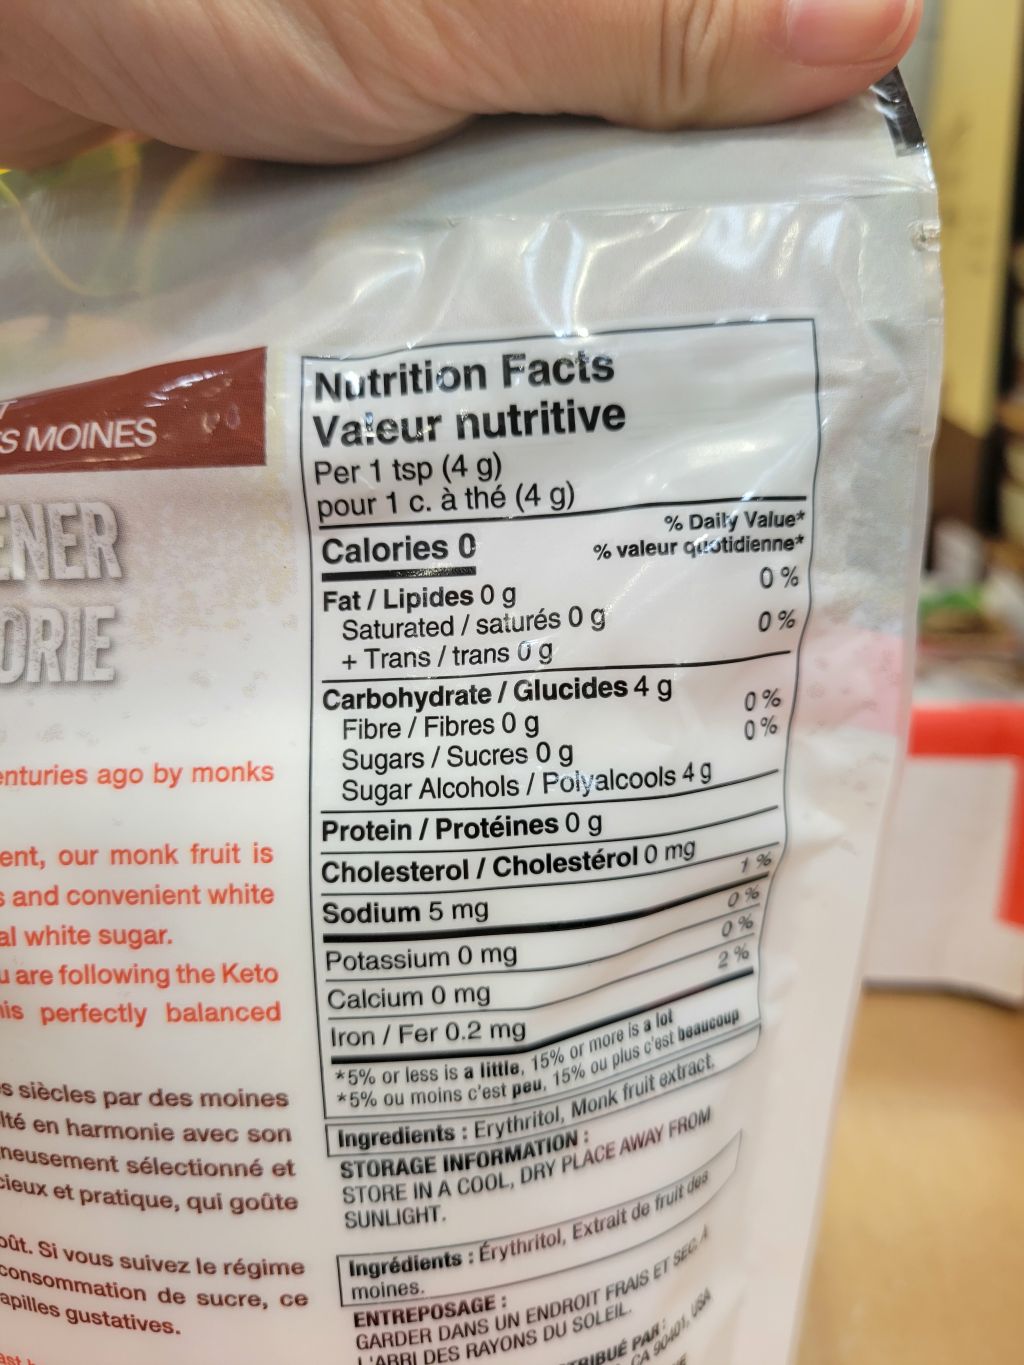 S MOINES
ENER
ORIE
enturies ago by monks
ent, our monk fruit is
s and convenient white
al white sugar.
u are following the Keto
his perfectly balanced
s siècles par des moines
lté en harmonie avec son
neusement sélectionné et
cieux et pratique, qui goûte
oût. Si vous suivez le régime
consommation de sucre, ce
apilles gustatives.
Nutrition Facts
Valeur nutritive
Per 1 tsp (4 g)
pour 1 c. à thé (4 g)
% Daily Value*
Calories 0
% valeur quotidienne*
Fat / Lipides 0 g 0 %
Saturated / saturés 0 g 0 %
+ Trans / trans 0 g
Carbohydrate / Glucides 4 g
Fibre / Fibres 0 g 0 %
Sugars / Sucres 0 g 0 %
Sugar Alcohols / Polyalcools 4 g
Protein / Protéines 0 g
Cholesterol / Cholestérol 0 mg
Sodium 5 mg 1 %
Potassium 0 mg 0 %
Calcium 0 mg 0 %
Iron / Fer 0.2 mg 2 %
*5% or less is a little, 15% or more is a lot
*5% ou moins c'est peu, 15% ou plus c'est beaucoup
Ingredients : Erythritol, Monk fruit extract.
STORAGE INFORMATION :
STORE IN A COOL, DRY PLACE AWAY FROM
SUNLIGHT.
Ingrédients : Érythritol, Extrait de fruit des
moines.
ENTREPOSAGE :
GARDER DANS UN ENDROIT FRAIS ET SEC, À
L'ABRI DES RAYONS DU SOLEIL.
TRIBUÉ PAR :
CA 90401, USA